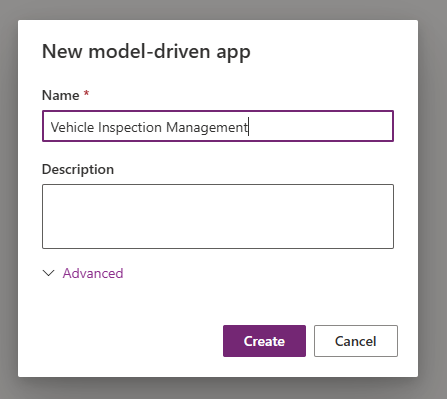 New model-driven app
Name *
Vehicle Inspection Management
Description
Advanced
Create Cancel